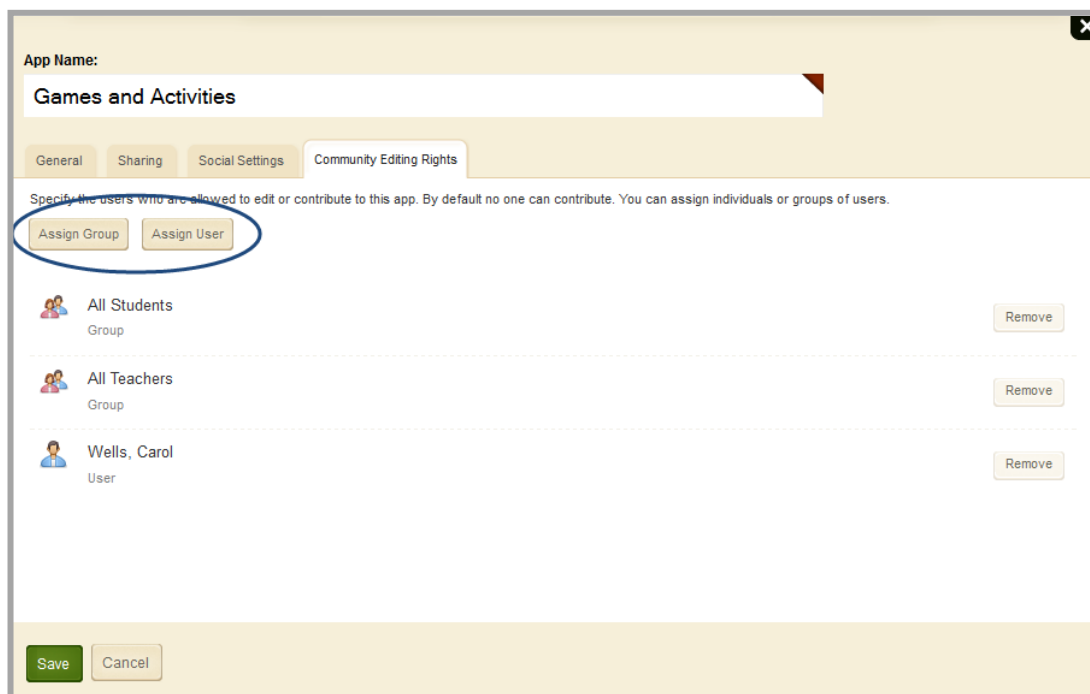 App Name:
Games and Activities
General Sharing Social Settings Community Editing Rights
Specify the users who are allowed to edit or contribute to this app. By default no one can contribute. You can assign individuals or groups of users.
Assign Group Assign User
All Students
Group
Remove
All Teachers
Group
Remove
Wells, Carol
User
Remove
Save Cancel